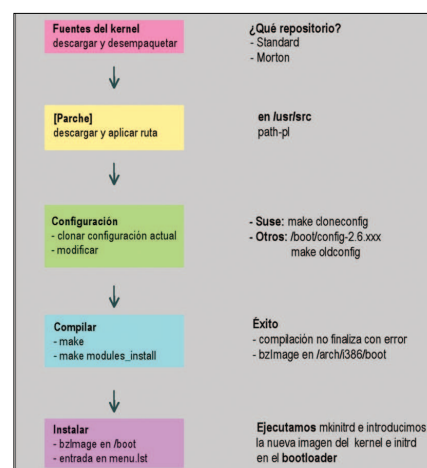 Fuentes del kernel
descargar y desempaquetar
¿Qué repositorio?
- Standard
- Morton
[Parche]
descargar y aplicar ruta
en /usr/src
path-pl
Configuración
- clonar configuración actual
- modificar
- Suse: make cloneconfig
- Otros: /boot/config-2.6.xxx
make oldconfig
Compilar
- make
- make modules_install
Éxito
- compilación no finaliza con error
- bzImage en /arch/i386/boot
Instalar
- bzImage en /boot
- entrada en menu.lst
Ejecutamos mkinitrd e introducimos
la nueva imagen del kernel e initrd
en el bootloader